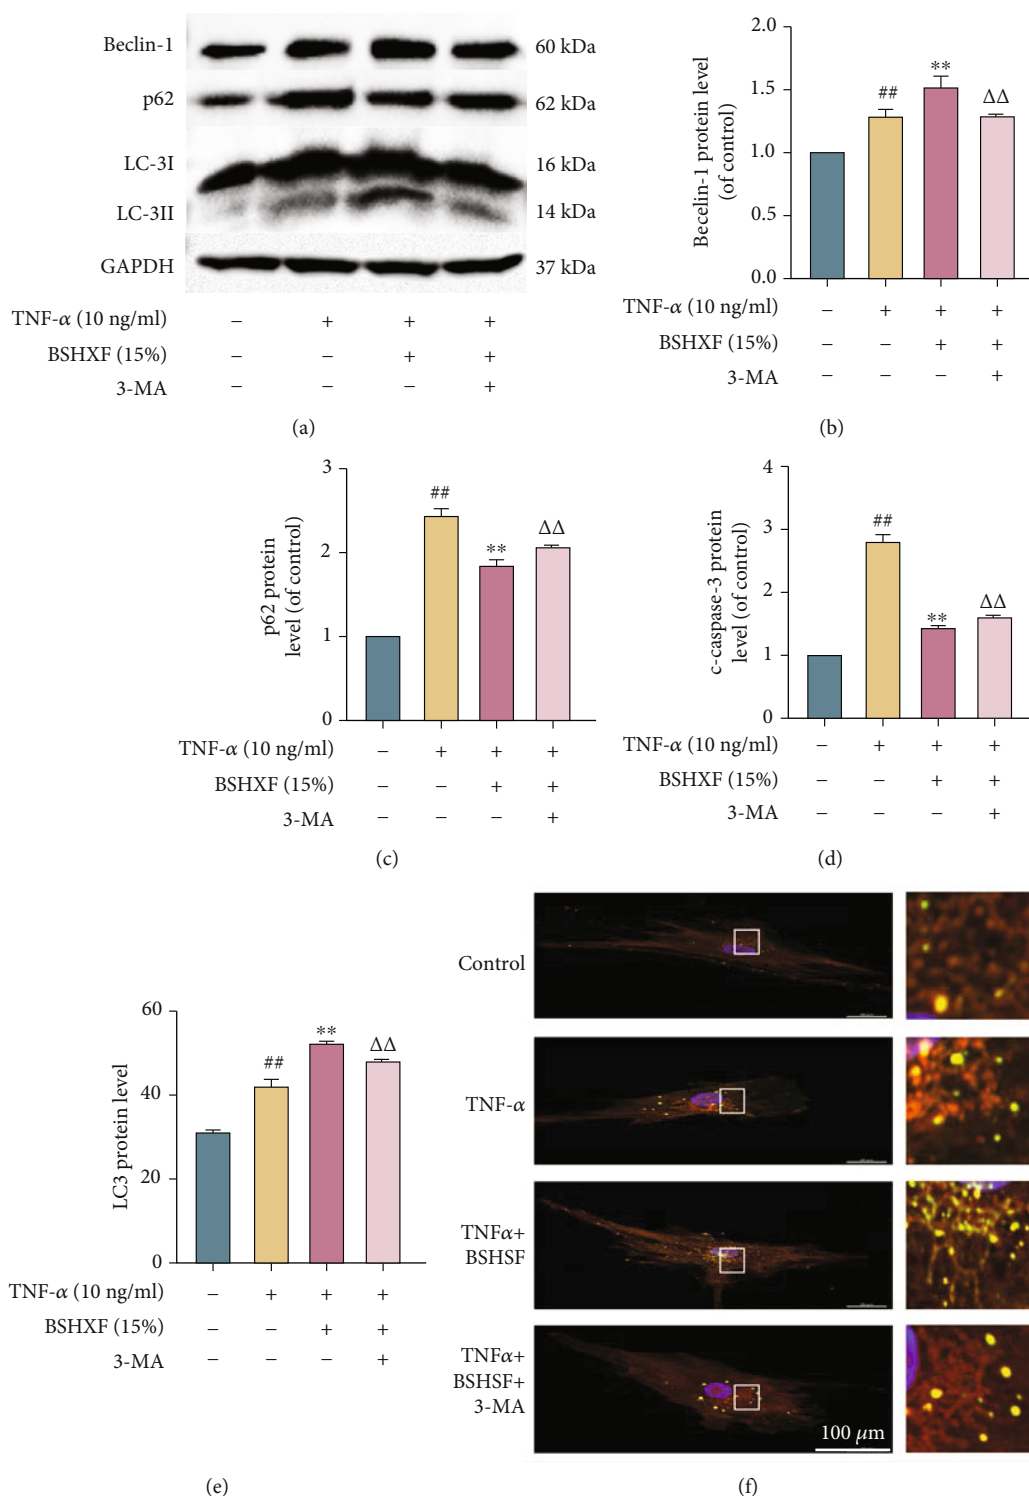 Beclin-1
60 kDa
p62
62 kDa
LC-3I
16 kDa
LC-3II
14 kDa
GAPDH
37 kDa
TNF-α (10 ng/ml) − + + +
BSHXF (15%) − − + +
3-MA − − − +
(a)
Becelin-1 protein level
(of control)
2.0
1.5
1.0
0.5
0.0
##
**
ΔΔ
TNF-α (10 ng/ml) − + + +
BSHXF (15%) − − + +
3-MA − − − +
(b)
p62 protein
level (of control)
3
2
1
0
##
**
ΔΔ
TNF-α (10 ng/ml) − + + +
BSHXF (15%) − − + +
3-MA − − − +
(c)
c-caspase-3 protein
level (of control)
4
3
2
1
0
##
**
ΔΔ
TNF-α (10 ng/ml) − + + +
BSHXF (15%) − − + +
3-MA − − − +
(d)
LC3 protein level
60
40
20
0
##
**
ΔΔ
TNF-α (10 ng/ml) − + + +
BSHXF (15%) − − + +
3-MA − − − +
(e)
Control
TNF-α
TNFα+
BSHSF
TNFα+
BSHSF+
3-MA
100 μm
(f)